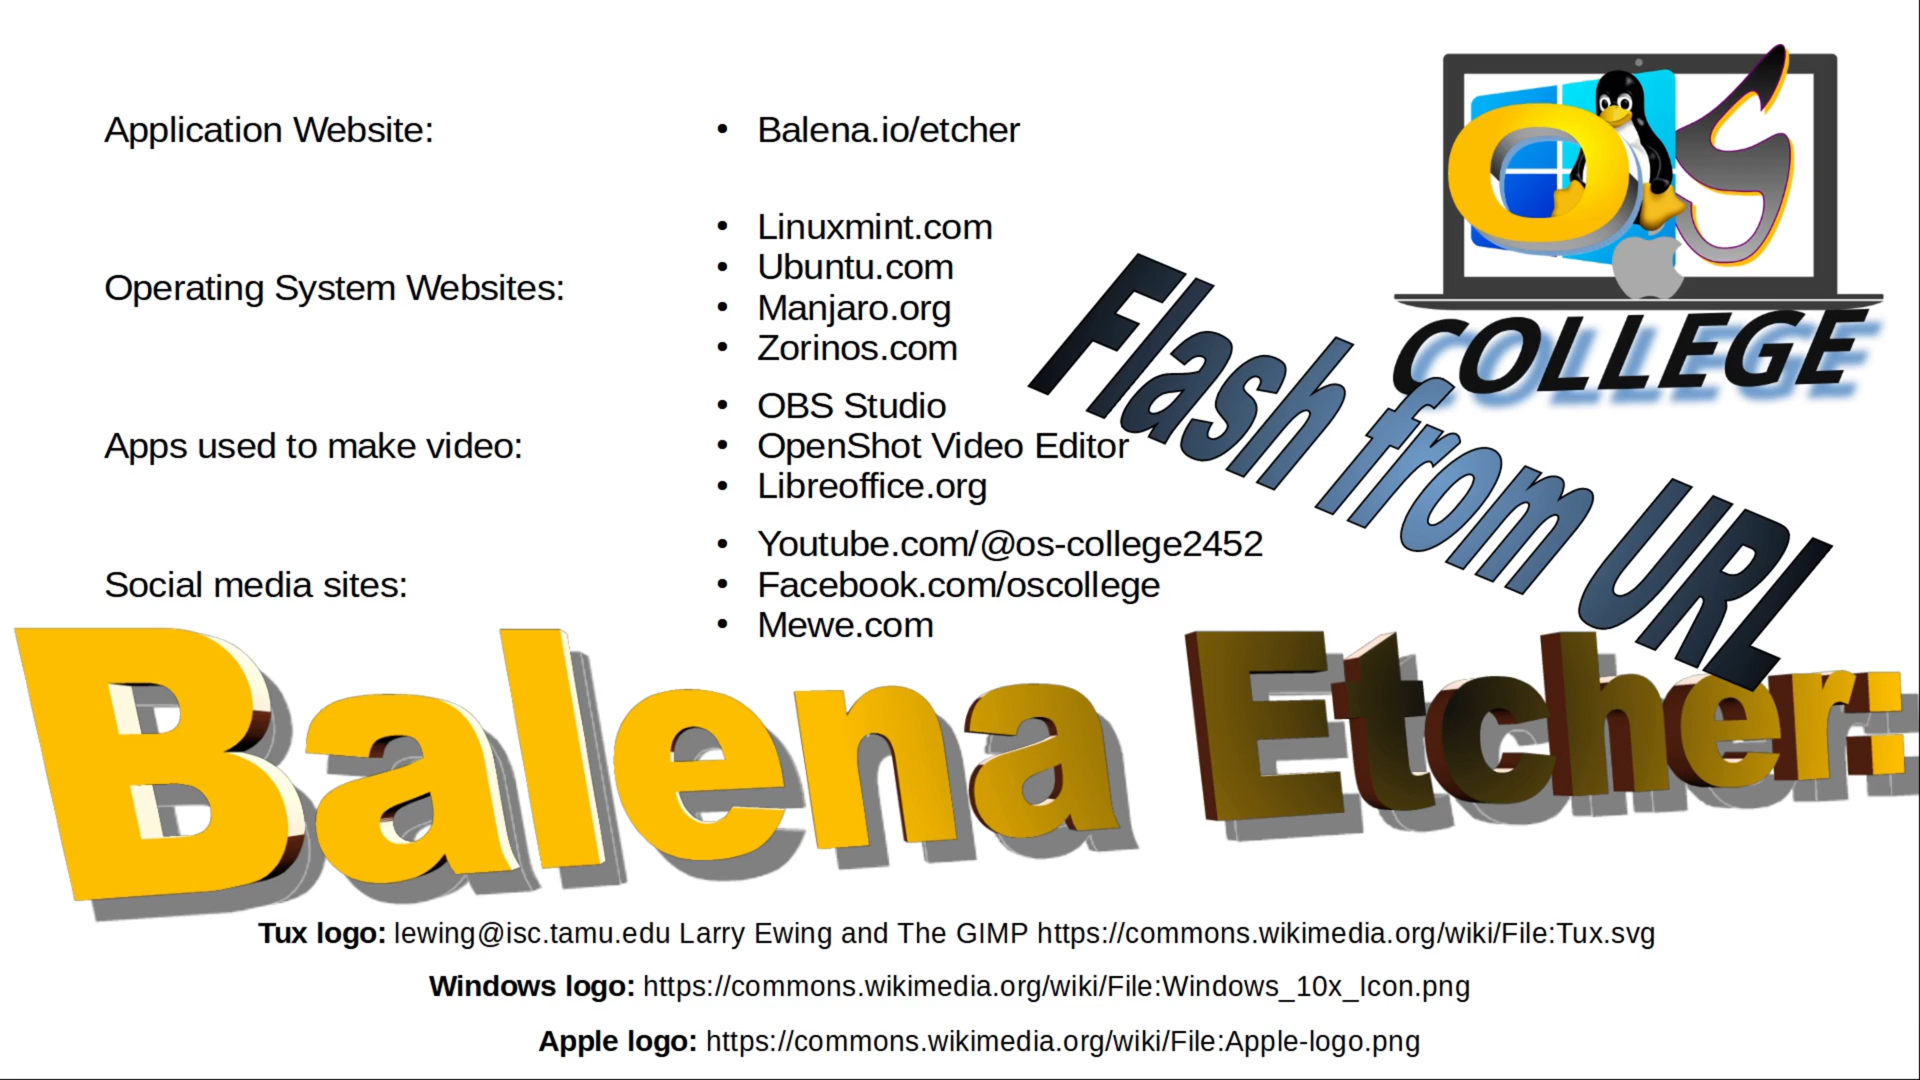 Application Website:
• Balena.io/etcher
Operating System Websites:
• Linuxmint.com
• Ubuntu.com
• Manjaro.org
• Zorinos.com
Apps used to make video:
• OBS Studio
• OpenShot Video Editor
• Libreoffice.org
Social media sites:
• Youtube.com/@os-college2452
• Facebook.com/oscollege
• Mewe.com
OS
COLLEGE
Flash from URL
Balena Etcher:
Tux logo: lewing@isc.tamu.edu Larry Ewing and The GIMP https://commons.wikimedia.org/wiki/File:Tux.svg
Windows logo: https://commons.wikimedia.org/wiki/File:Windows_10x_Icon.png
Apple logo: https://commons.wikimedia.org/wiki/File:Apple-logo.png